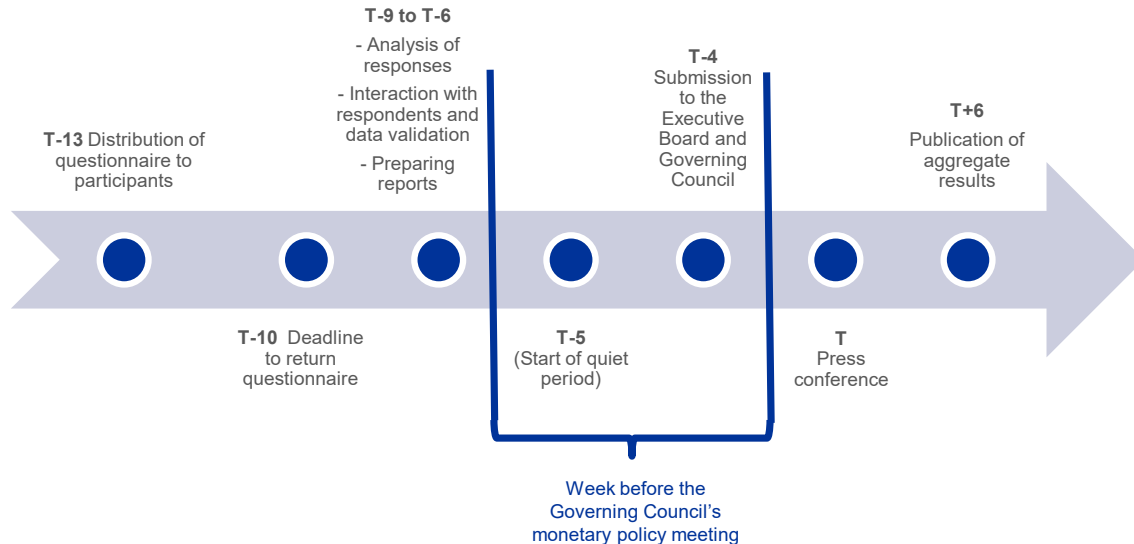 T-13 Distribution of
questionnaire to
participants
T-10 Deadline
to return
questionnaire
T-9 to T-6
- Analysis of
responses
- Interaction with
respondents and
data validation
- Preparing
reports
T-5
(Start of quiet
period)
T-4
Submission
to the
Executive
Board and
Governing
Council
T
Press
conference
T+6
Publication of
aggregate
results
Week before the
Governing Council’s
monetary policy meeting